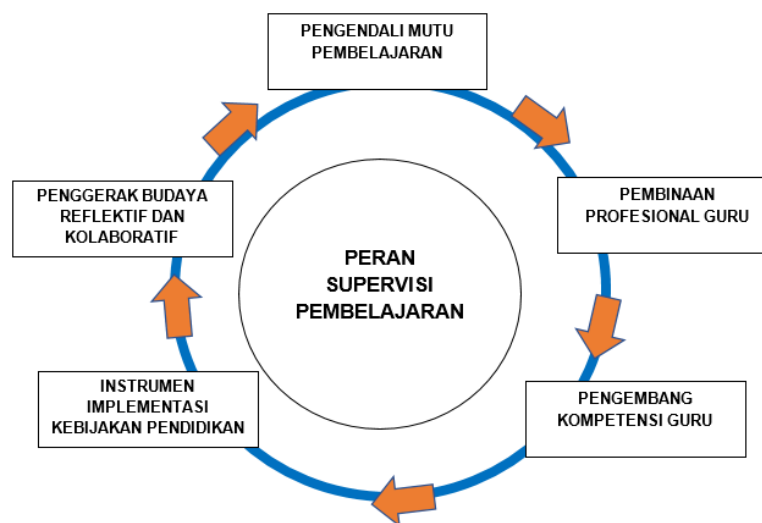 PENGENDALI MUTU
PEMBELAJARAN
PEMBINAAN
PROFESIONAL GURU
PENGEMBANG
KOMPETENSI GURU
INSTRUMEN
IMPLEMENTASI
KEBIJAKAN PENDIDIKAN
PENGGERAK BUDAYA
REFLEKTIF DAN
KOLABORATIF
PERAN
SUPERVISI
PEMBELAJARAN